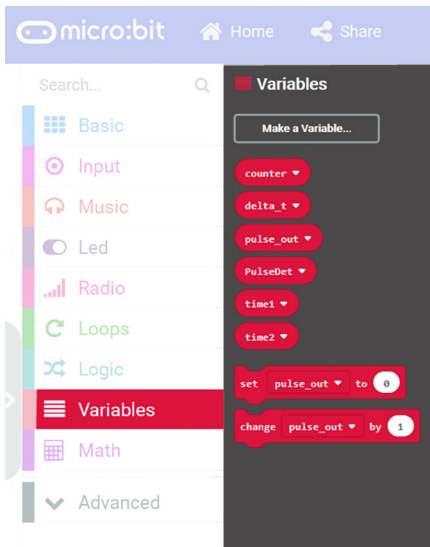 micro:bit Home Share
Search...
Basic
Input
Music
Led
Radio
Loops
Logic
Variables
Math
Advanced
Variables
Make a Variable...
counter
delta_t
pulse_out
PulseDet
time1
time2
set pulse_out to 0
change pulse_out by 1